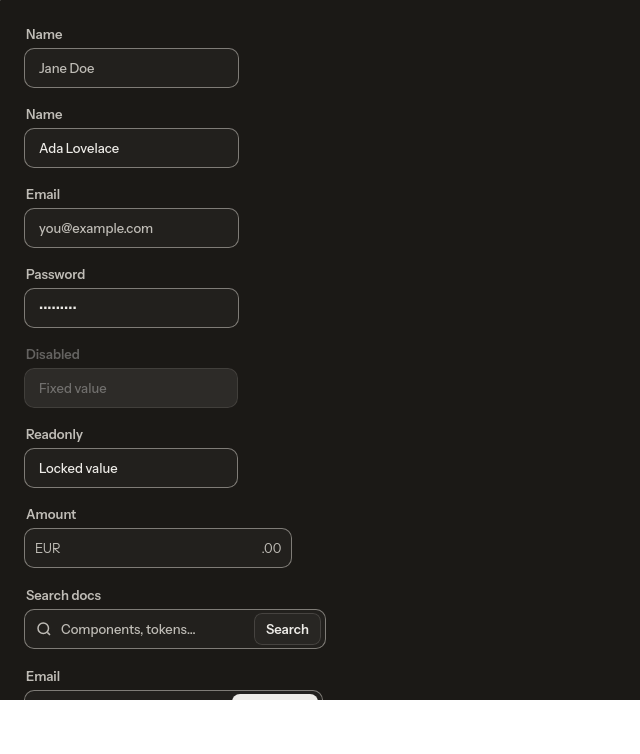 Name
Jane Doe
Name
Ada Lovelace
Email
you@example.com
Password
•••••••••
Disabled
Fixed value
Readonly
Locked value
Amount
EUR .00
Search docs
Components, tokens... Search
Email